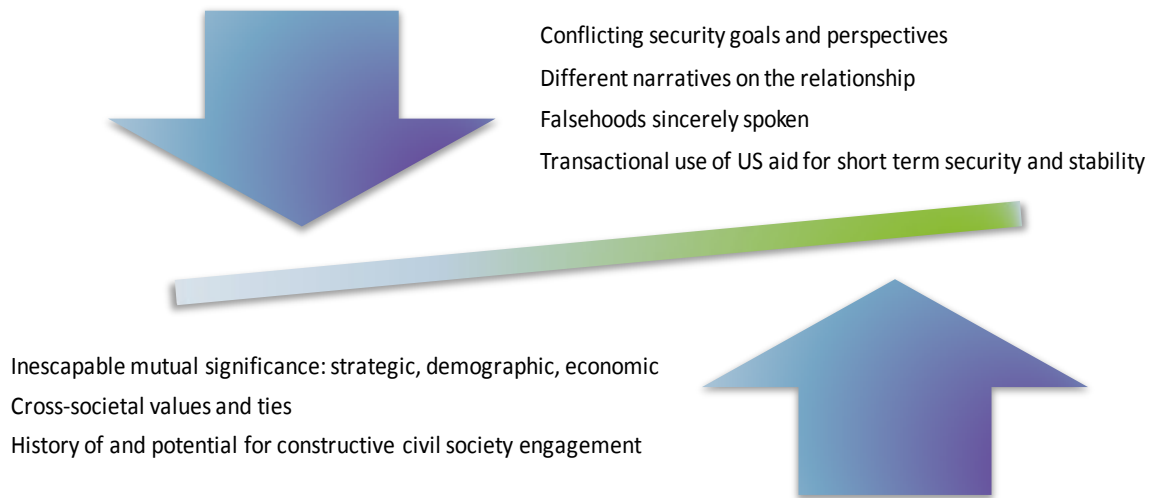 Conflicting security goals and perspectives
Different narratives on the relationship
Falsehoods sincerely spoken
Transactional use of US aid for short term security and stability
Inescapable mutual significance: strategic, demographic, economic
Cross-societal values and ties
History of and potential for constructive civil society engagement